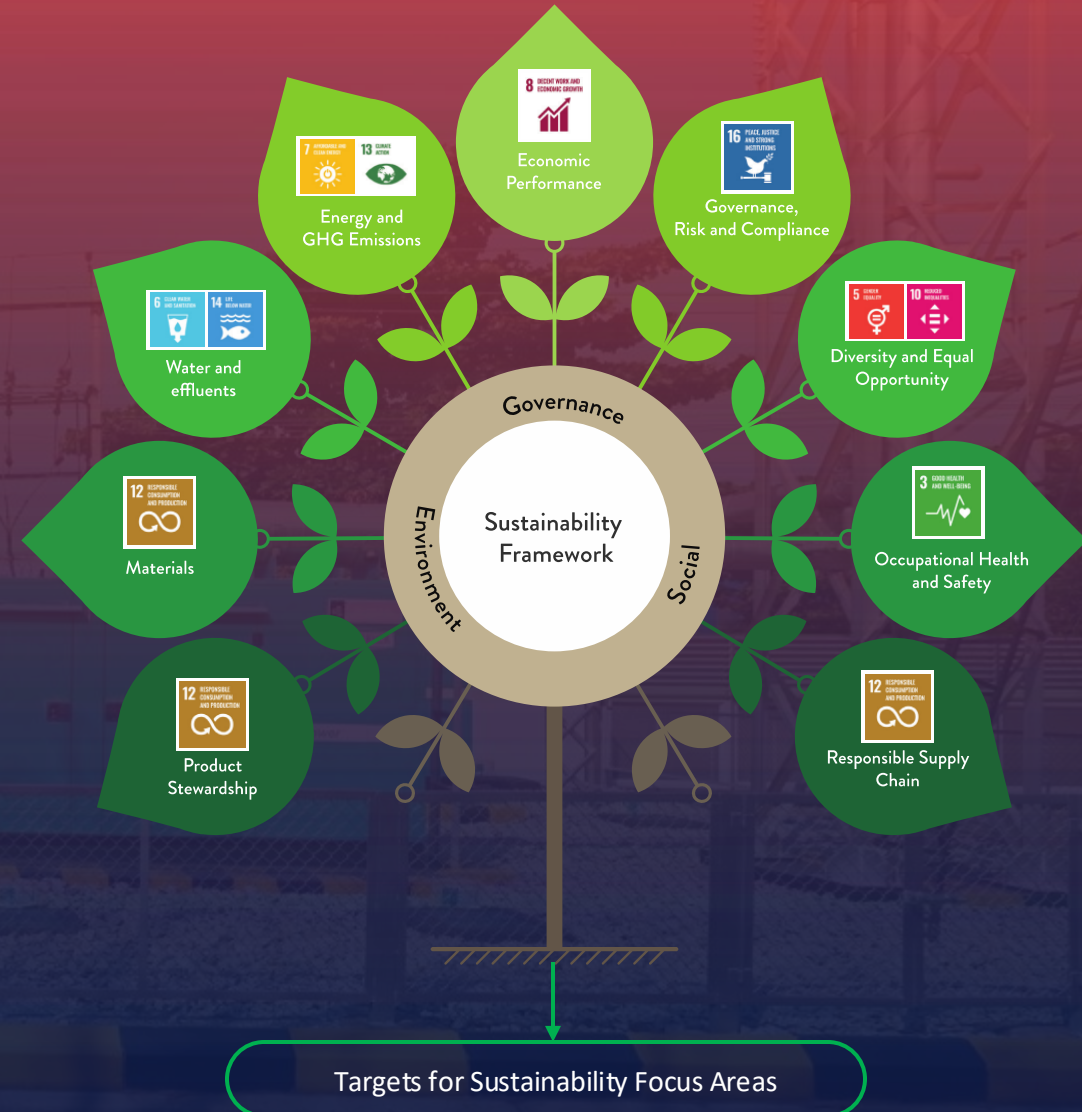 8 DECENT WORK AND
ECONOMIC GROWTH
Economic
Performance
7 AFFORDABLE AND
CLEAN ENERGY
13 CLIMATE
ACTION
Energy and
GHG Emissions
16 PEACE, JUSTICE
AND STRONG
INSTITUTIONS
Governance,
Risk and Compliance
6 CLEAN WATER
AND SANITATION
14 LIFE
BELOW WATER
Water and
effluents
5 GENDER
EQUALITY
10 REDUCED
INEQUALITIES
Diversity and Equal
Opportunity
12 RESPONSIBLE
CONSUMPTION
AND PRODUCTION
Materials
3 GOOD HEALTH
AND WELL-BEING
Occupational Health
and Safety
12 RESPONSIBLE
CONSUMPTION
AND PRODUCTION
Product
Stewardship
12 RESPONSIBLE
CONSUMPTION
AND PRODUCTION
Responsible Supply
Chain
Governance
Environment
Social
Sustainability
Framework
Targets for Sustainability Focus Areas